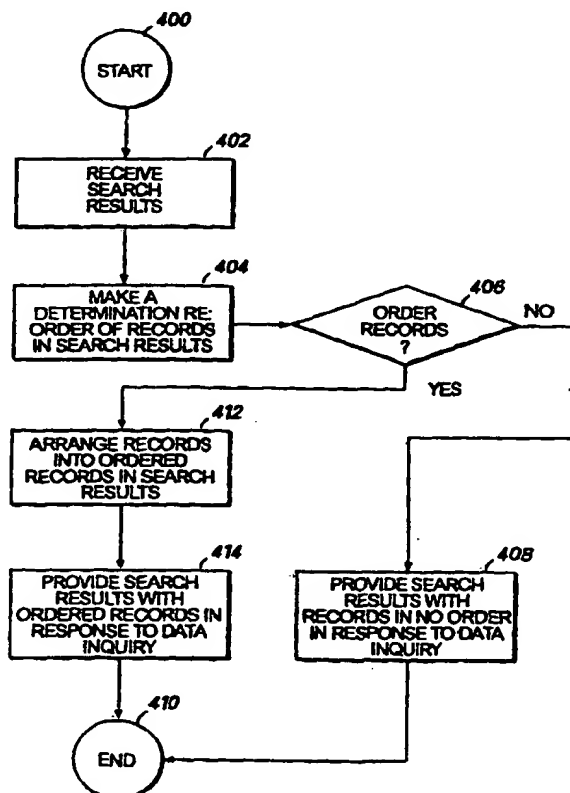 400
START
402
RECEIVE
SEARCH
RESULTS
404
MAKE A
DETERMINATION RE:
ORDER OF RECORDS
IN SEARCH RESULTS
406
ORDER
RECORDS
?
NO
YES
412
ARRANGE RECORDS
INTO ORDERED
RECORDS IN SEARCH
RESULTS
414
PROVIDE SEARCH
RESULTS WITH
ORDERED RECORDS IN
RESPONSE TO DATA
INQUIRY
408
PROVIDE SEARCH
RESULTS WITH
RECORDS IN NO ORDER
IN RESPONSE TO DATA
INQUIRY
410
END